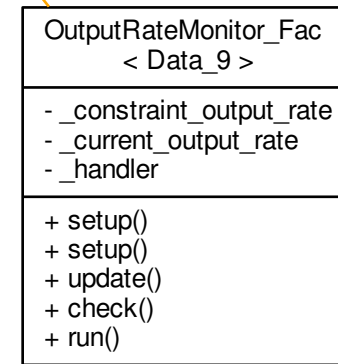 OutputRateMonitor_Fac
< Data_9 >
- _constraint_output_rate
- _current_output_rate
- _handler
+ setup()
+ setup()
+ update()
+ check()
+ run()